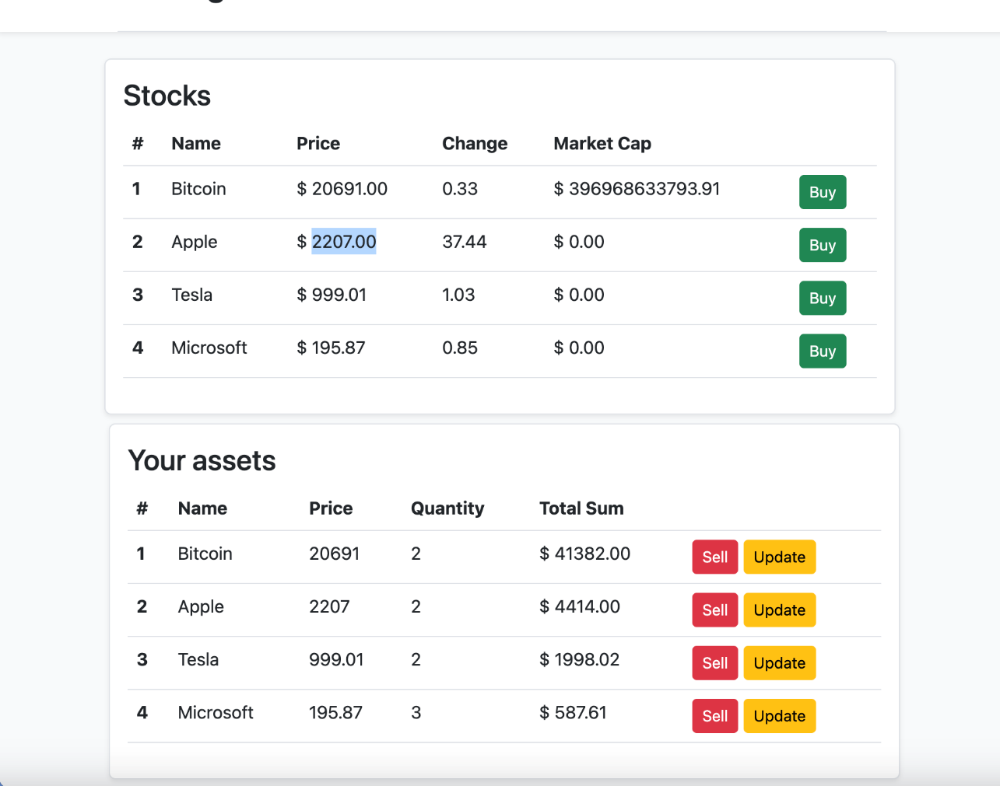 Stocks
# Name Price Change Market Cap
1 Bitcoin $ 20691.00 0.33 $ 396968633793.91 Buy
2 Apple $ 2207.00 37.44 $ 0.00 Buy
3 Tesla $ 999.01 1.03 $ 0.00 Buy
4 Microsoft $ 195.87 0.85 $ 0.00 Buy
Your assets
# Name Price Quantity Total Sum
1 Bitcoin 20691 2 $ 41382.00 Sell Update
2 Apple 2207 2 $ 4414.00 Sell Update
3 Tesla 999.01 2 $ 1998.02 Sell Update
4 Microsoft 195.87 3 $ 587.61 Sell Update